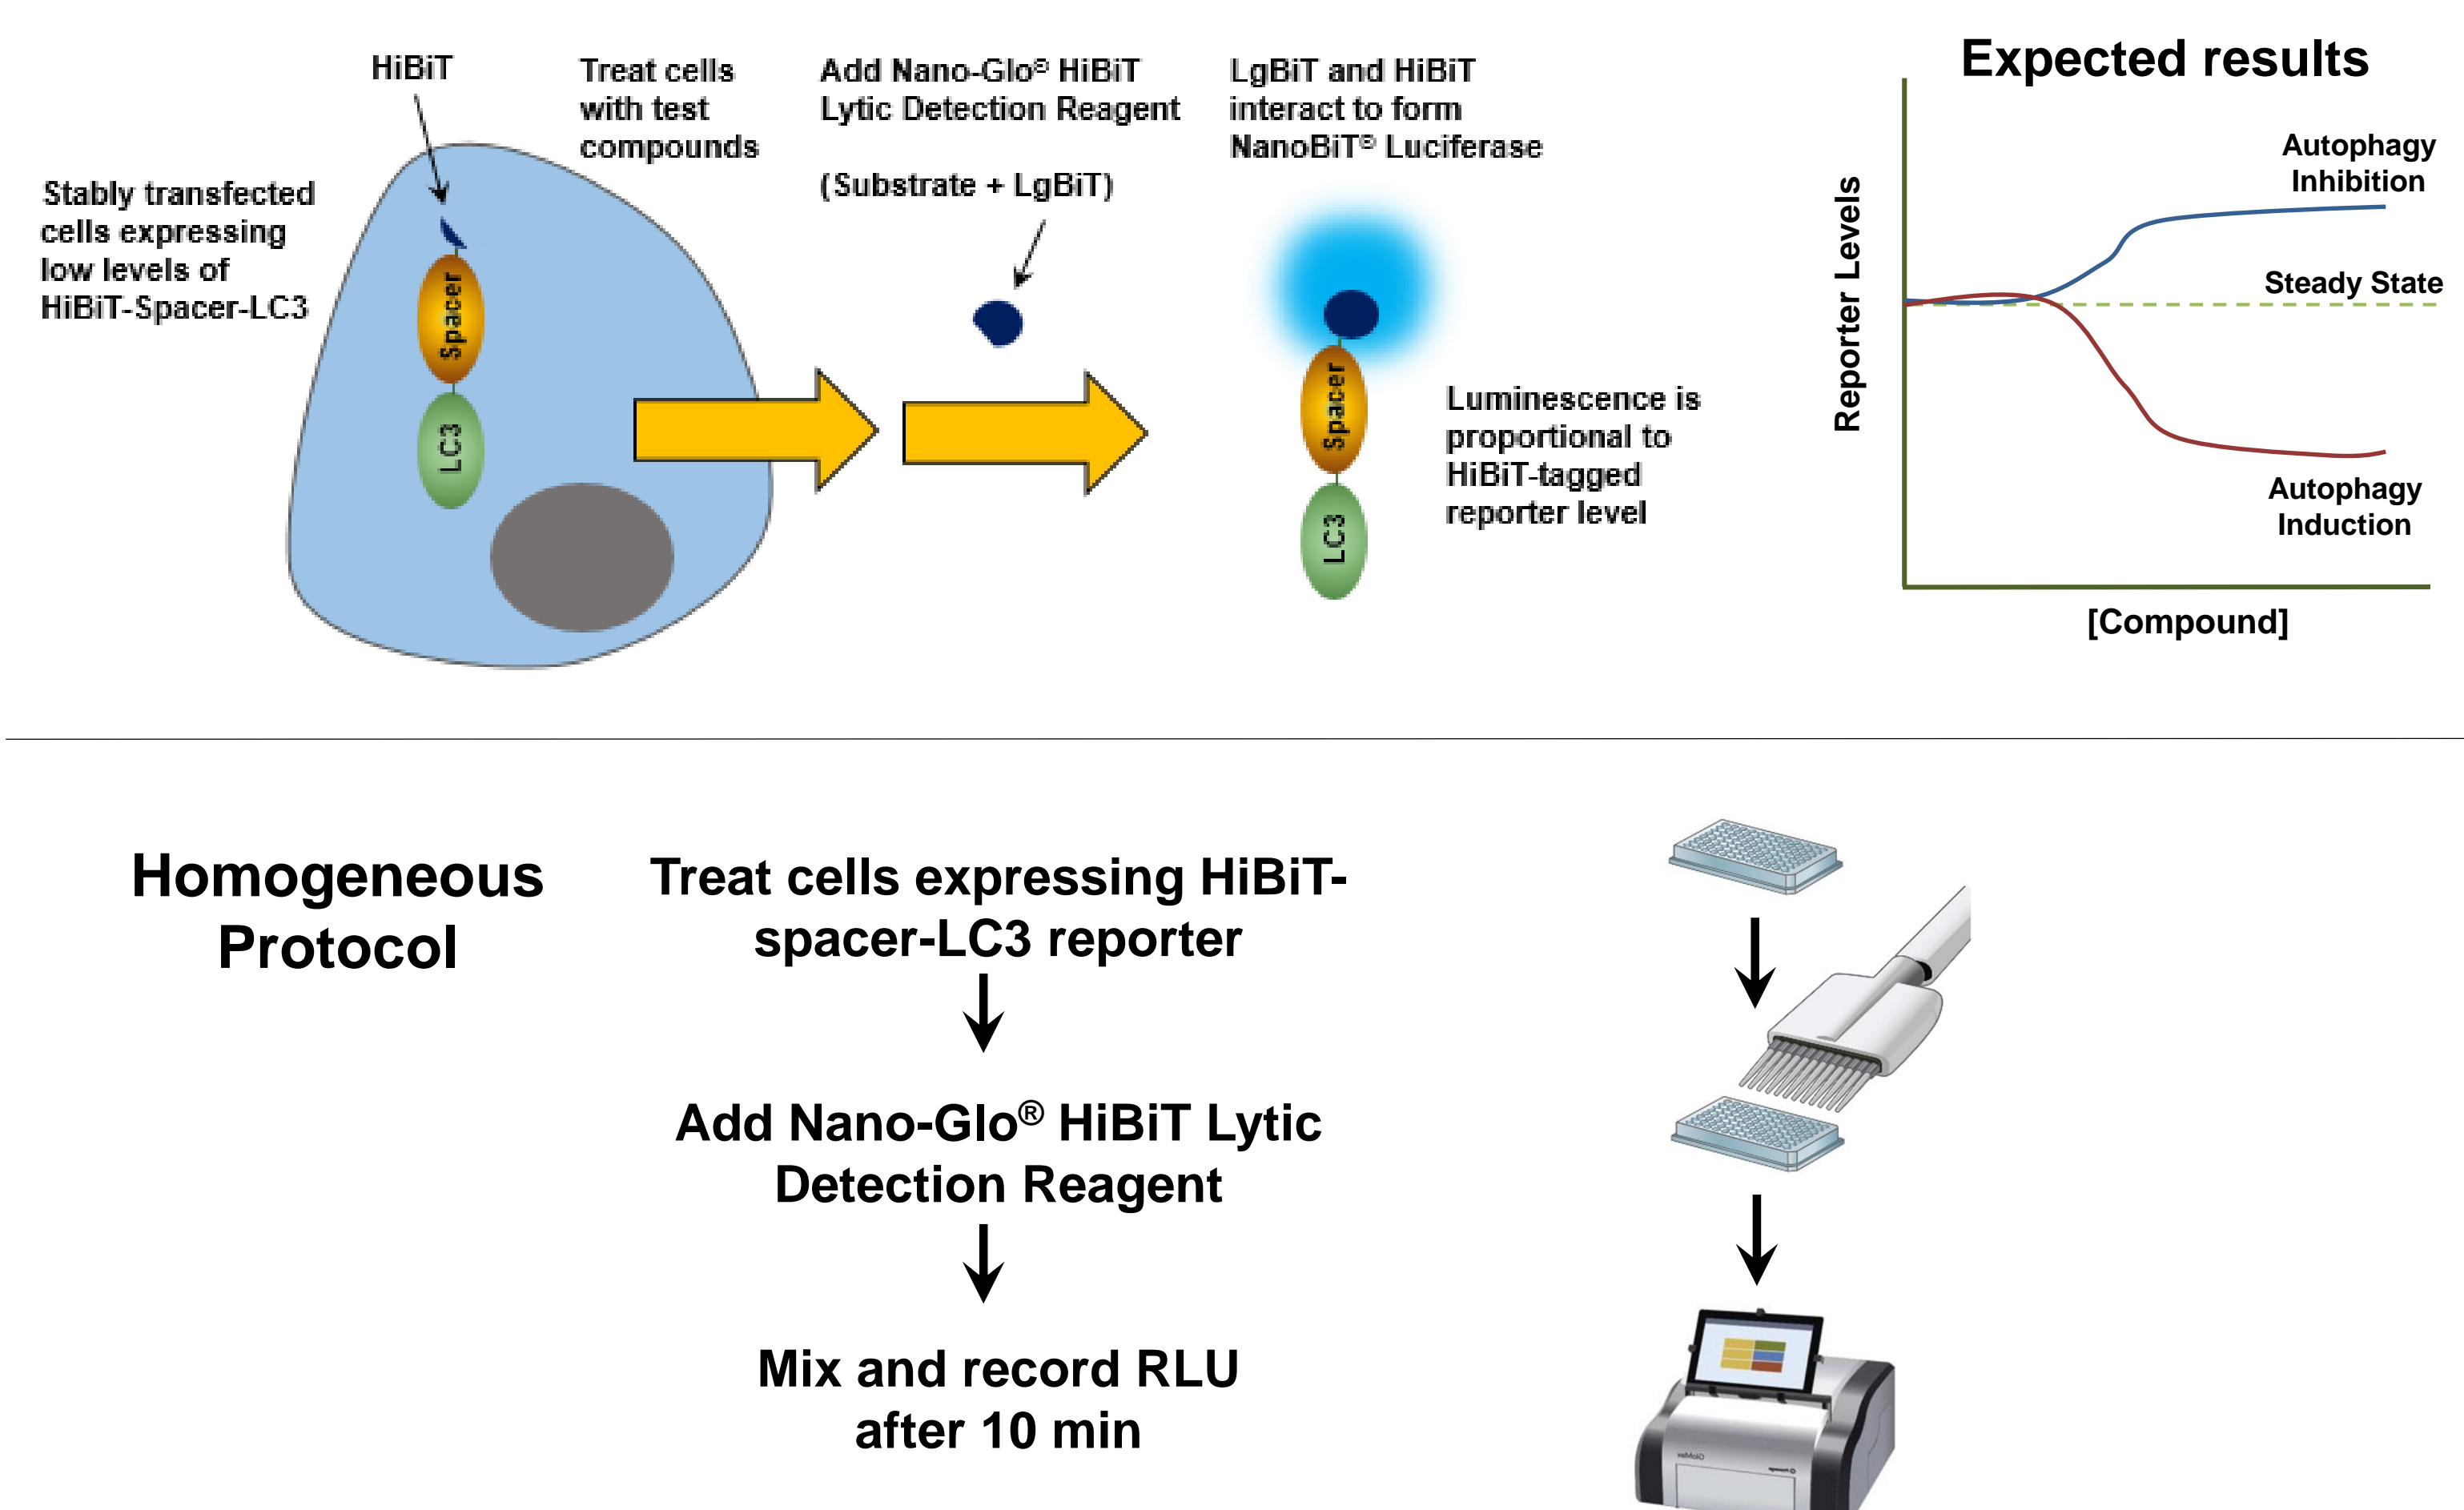 HiBiT
Stably transfected
cells expressing
low levels of
HiBiT-Spacer-LC3
Spacer
LC3
Treat cells
with test
compounds
Add Nano-Glo® HiBiT
Lytic Detection Reagent
(Substrate + LgBiT)
LgBiT and HiBiT
interact to form
NanoBiT® Luciferase
Spacer
LC3
Luminescence is
proportional to
HiBiT-tagged
reporter level
Expected results
Reporter Levels
Autophagy
Inhibition
Steady State
Autophagy
Induction
[Compound]
Homogeneous
Protocol
Treat cells expressing HiBiT-
spacer-LC3 reporter
Add Nano-Glo® HiBiT Lytic
Detection Reagent
Mix and record RLU
after 10 min
GloMax
Promega